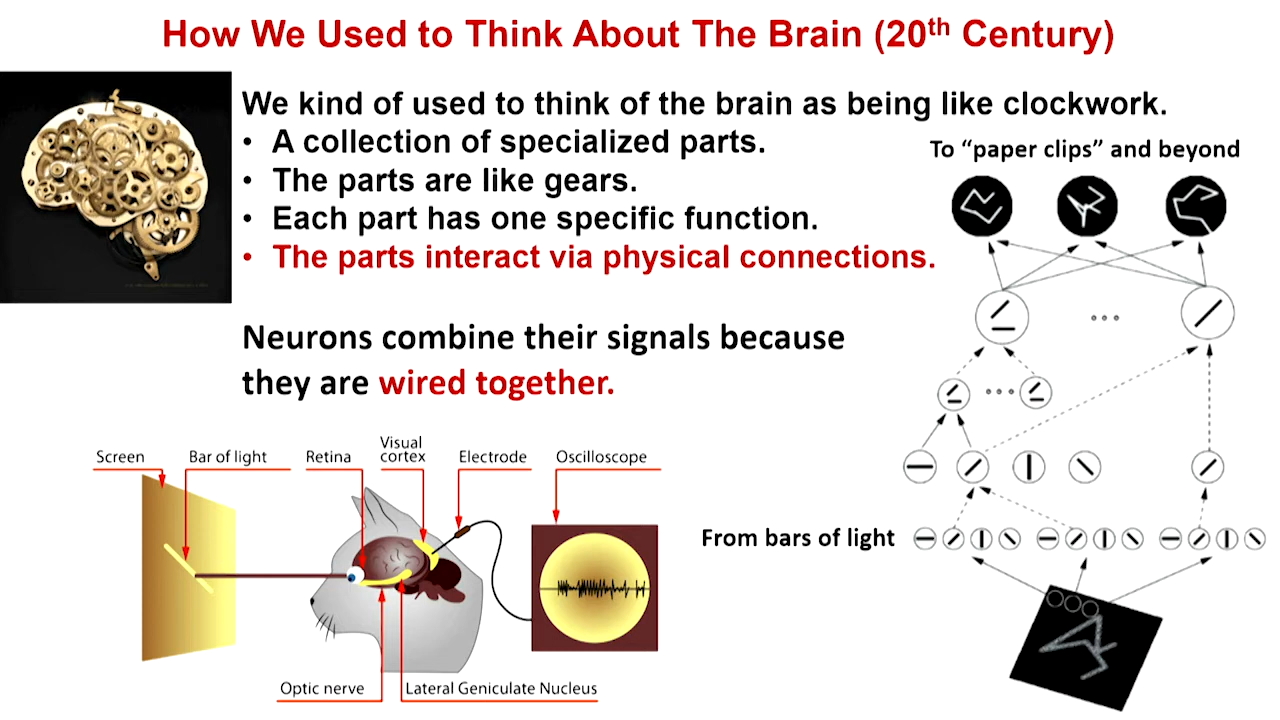 How We Used to Think About The Brain (20th Century)
We kind of used to think of the brain as being like clockwork.
• A collection of specialized parts.
• The parts are like gears.
• Each part has one specific function.
• The parts interact via physical connections.
To “paper clips” and beyond
Neurons combine their signals because
they are wired together.
Screen
Bar of light
Retina
Visual
cortex
Electrode
Oscilloscope
Optic nerve
Lateral Geniculate Nucleus
From bars of light